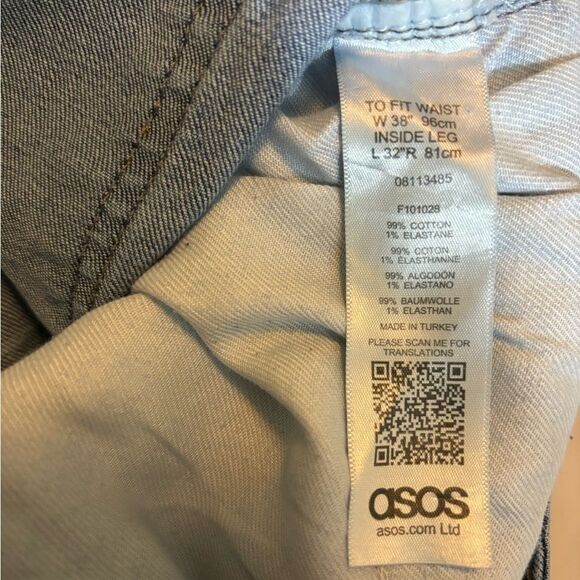 TO FIT WAIST
W 38" 96cm
INSIDE LEG
L 32"R 81cm
08113485
F101028
99% COTTON
1% ELASTANE
99% COTON
1% ÉLASTHANNE
99% ALGODÓN
1% ELASTANO
99% BAUMWOLLE
1% ELASTHAN
MADE IN TURKEY
PLEASE SCAN ME FOR
TRANSLATIONS
asos
asos.com Ltd